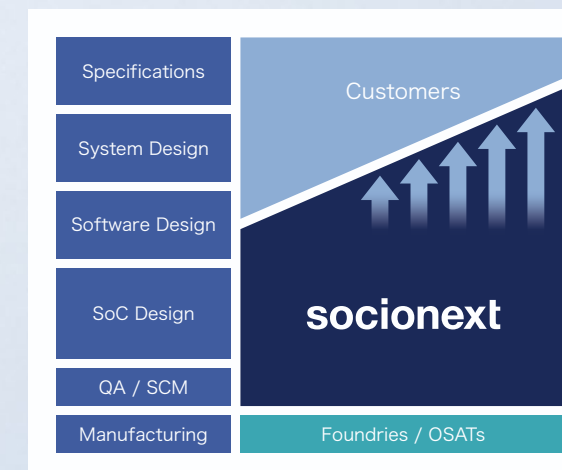 Specifications
Customers
System Design
Software Design
SoC Design
socionext
QA / SCM
Manufacturing
Foundries / OSATs